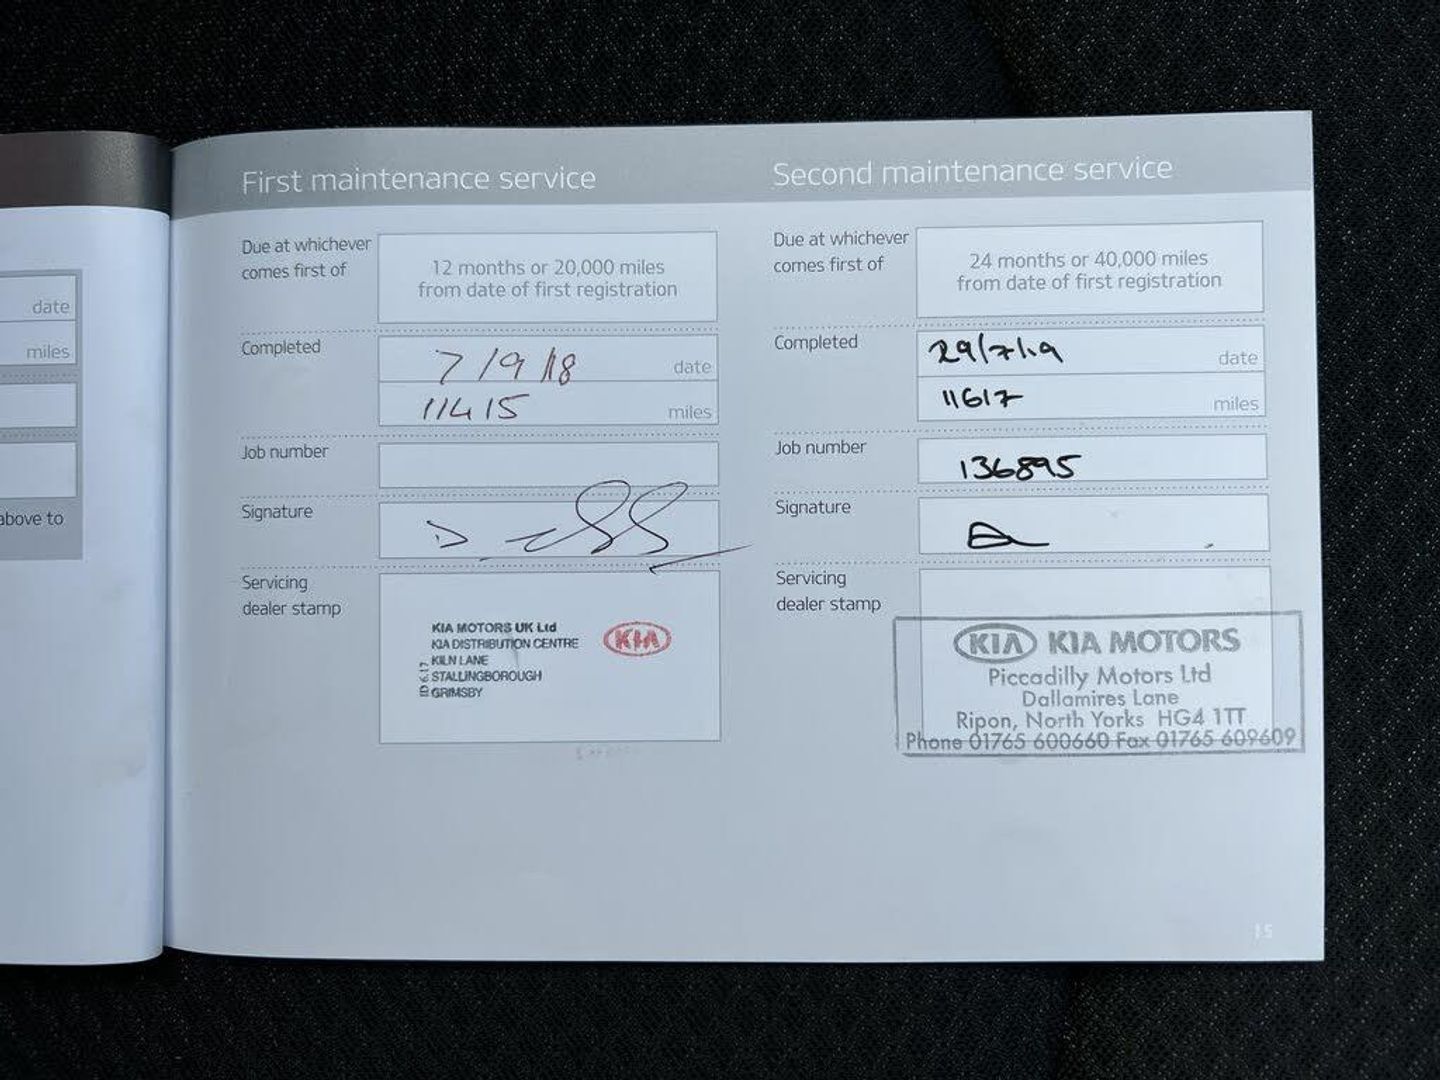 date
miles
above to
First maintenance service
Due at whichever
comes first of
12 months or 20,000 miles
from date of first registration
Completed
7/9/18
date
11415
miles
Job number
Signature
Servicing
dealer stamp
KIA MOTORS UK Ltd
KIA DISTRIBUTION CENTRE
KILN LANE
STALLINGBOROUGH
GRIMSBY
ID 6.17
KIA
Second maintenance service
Due at whichever
comes first of
24 months or 40,000 miles
from date of first registration
Completed
29/7/19
date
11617
miles
Job number
136895
Signature
Servicing
dealer stamp
KIA KIA MOTORS
Piccadilly Motors Ltd
Dallamires Lane
Ripon, North Yorks HG4 1TT
Phone 01765 600660 Fax 01765 609609
15